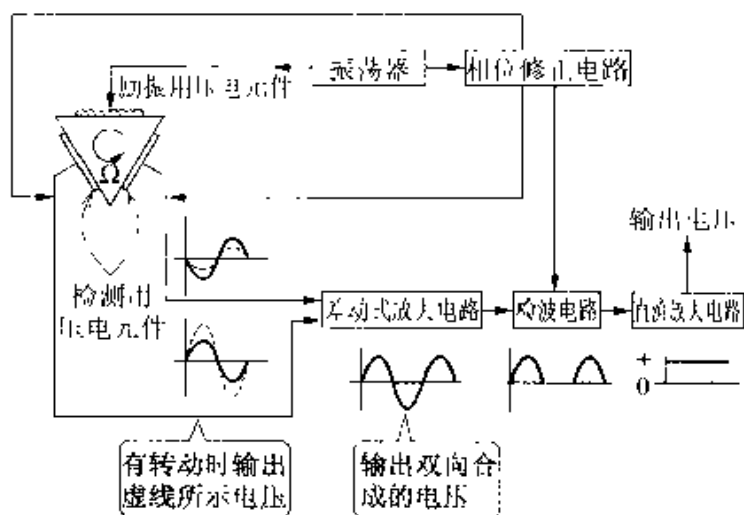 励振用压电元件
振荡器
相位修正电路
Ω
输出电压
检测用
压电元件
差动式放大电路
检波电路
直流放大电路
+
0
有转动时输出
虚线所示电压
输出双向合
成的电压